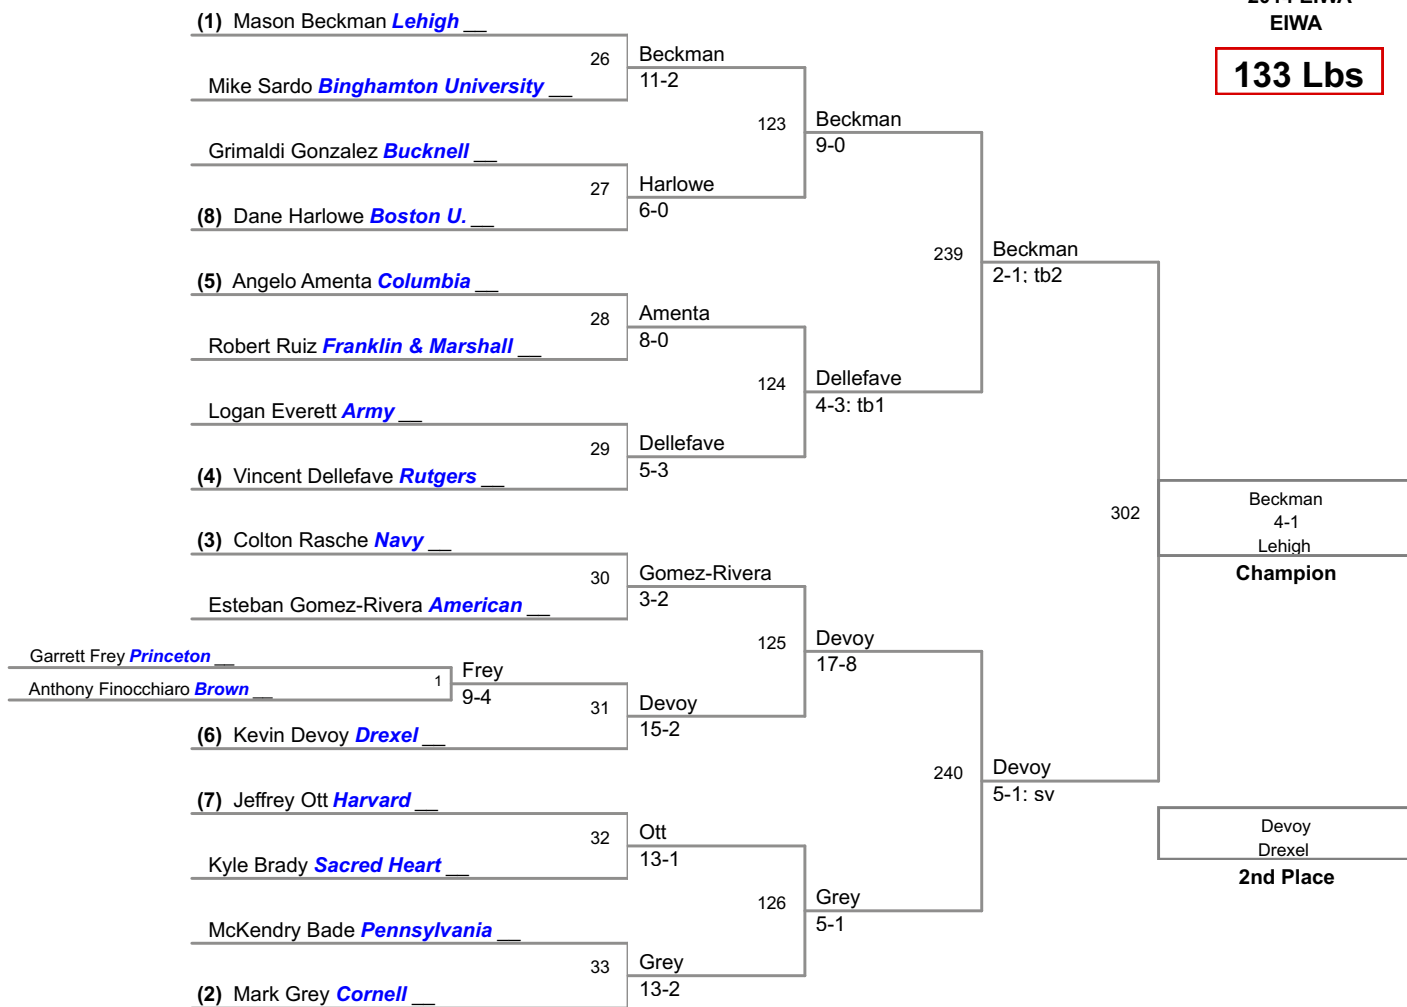 EIWA
133 Lbs
(1) Mason Beckman Lehigh __
26
Beckman
11-2
Mike Sardo Binghamton University __
123
Beckman
9-0
Grimaldi Gonzalez Bucknell __
27
Harlowe
6-0
(8) Dane Harlowe Boston U. __
239
Beckman
2-1; tb2
(5) Angelo Amenta Columbia __
28
Amenta
8-0
Robert Ruiz Franklin & Marshall __
124
Dellefave
4-3: tb1
Logan Everett Army __
29
Dellefave
5-3
(4) Vincent Dellefave Rutgers __
302
Beckman
4-1
Lehigh
Champion
(3) Colton Rasche Navy __
30
Gomez-Rivera
3-2
Esteban Gomez-Rivera American __
125
Devoy
17-8
Garrett Frey Princeton __
1
Frey
9-4
Anthony Finocchiaro Brown __
31
Devoy
15-2
(6) Kevin Devoy Drexel __
240
Devoy
5-1: sv
(7) Jeffrey Ott Harvard __
32
Ott
13-1
Kyle Brady Sacred Heart __
Devoy
Drexel
2nd Place
126
Grey
5-1
McKendry Bade Pennsylvania __
33
Grey
13-2
(2) Mark Grey Cornell __